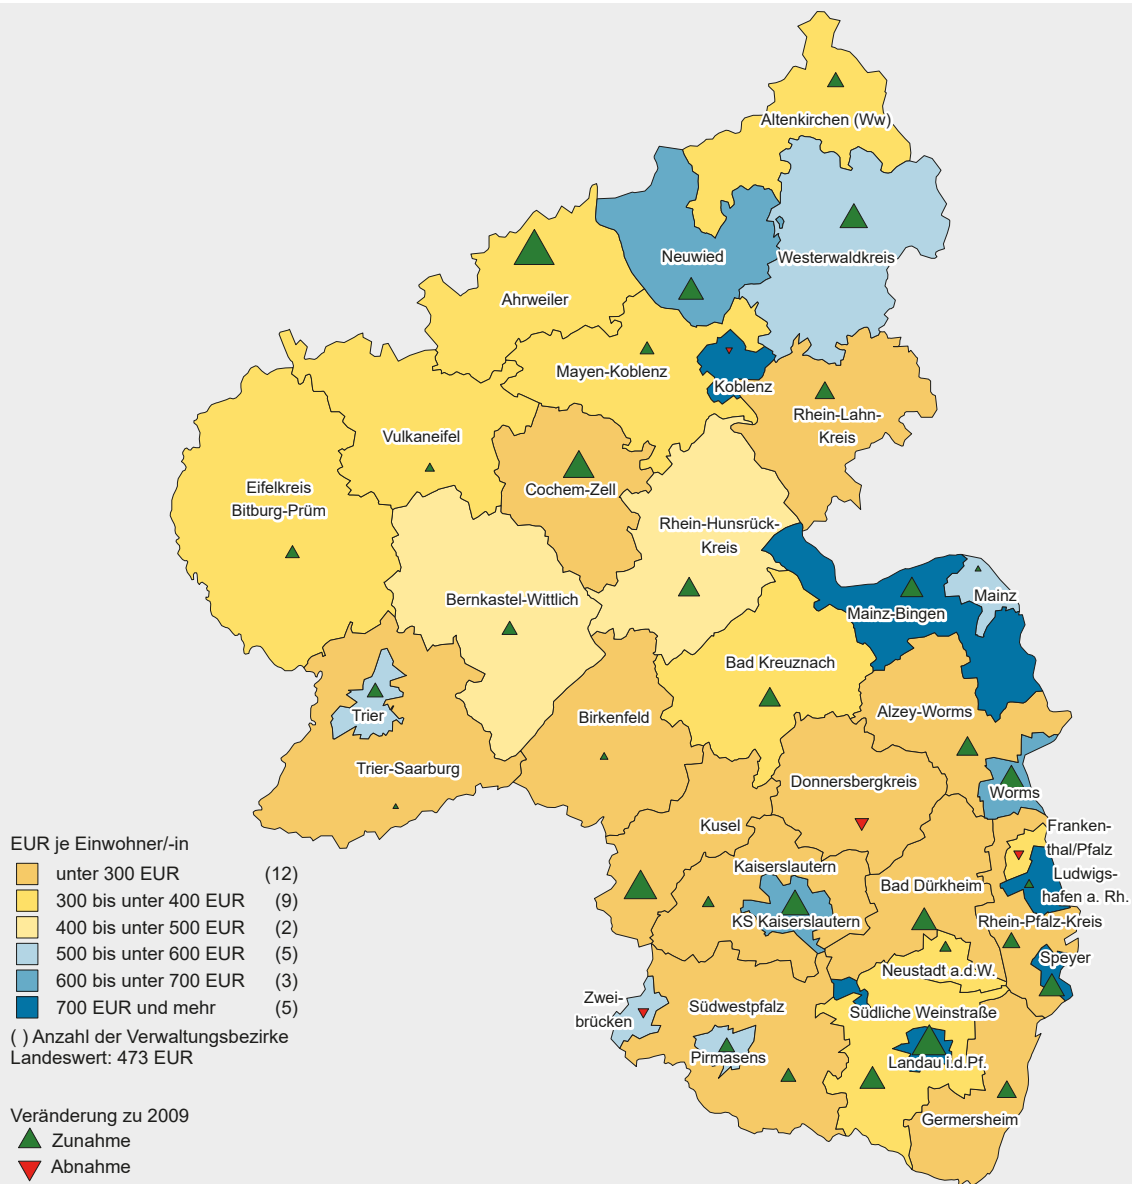 Altenkirchen (Ww)
Neuwied
Westerwaldkreis
Ahrweiler
Mayen-Koblenz
Koblenz
Rhein-Lahn-
Kreis
Vulkaneifel
Eifelkreis
Bitburg-Prüm
Cochem-Zell
Rhein-Hunsrück-
Kreis
Bernkastel-Wittlich
Mainz
Mainz-Bingen
Bad Kreuznach
Trier
Birkenfeld
Alzey-Worms
Trier-Saarburg
Donnersbergkreis
Worms
Kusel
Franken-
thal/Pfalz
Kaiserslautern
Ludwigs-
hafen a. Rh.
Bad Dürkheim
KS Kaiserslautern
Rhein-Pfalz-Kreis
Speyer
Neustadt a.d.W.
Zwei-
brücken
Südwestpfalz
Südliche Weinstraße
Pirmasens
Landau i.d.Pf.
Germersheim
EUR je Einwohner/-in
unter 300 EUR (12)
300 bis unter 400 EUR (9)
400 bis unter 500 EUR (2)
500 bis unter 600 EUR (5)
600 bis unter 700 EUR (3)
700 EUR und mehr (5)
( ) Anzahl der Verwaltungsbezirke
Landeswert: 473 EUR
Veränderung zu 2009
Zunahme
Abnahme